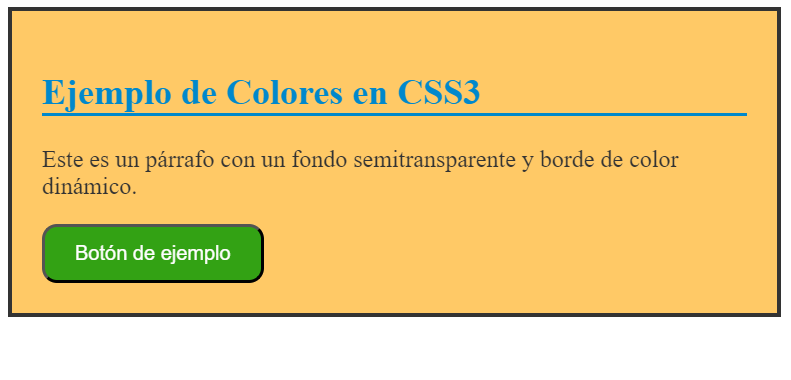 Ejemplo de Colores en CSS3
Este es un párrafo con un fondo semitransparente y borde de color
dinámico.
Botón de ejemplo